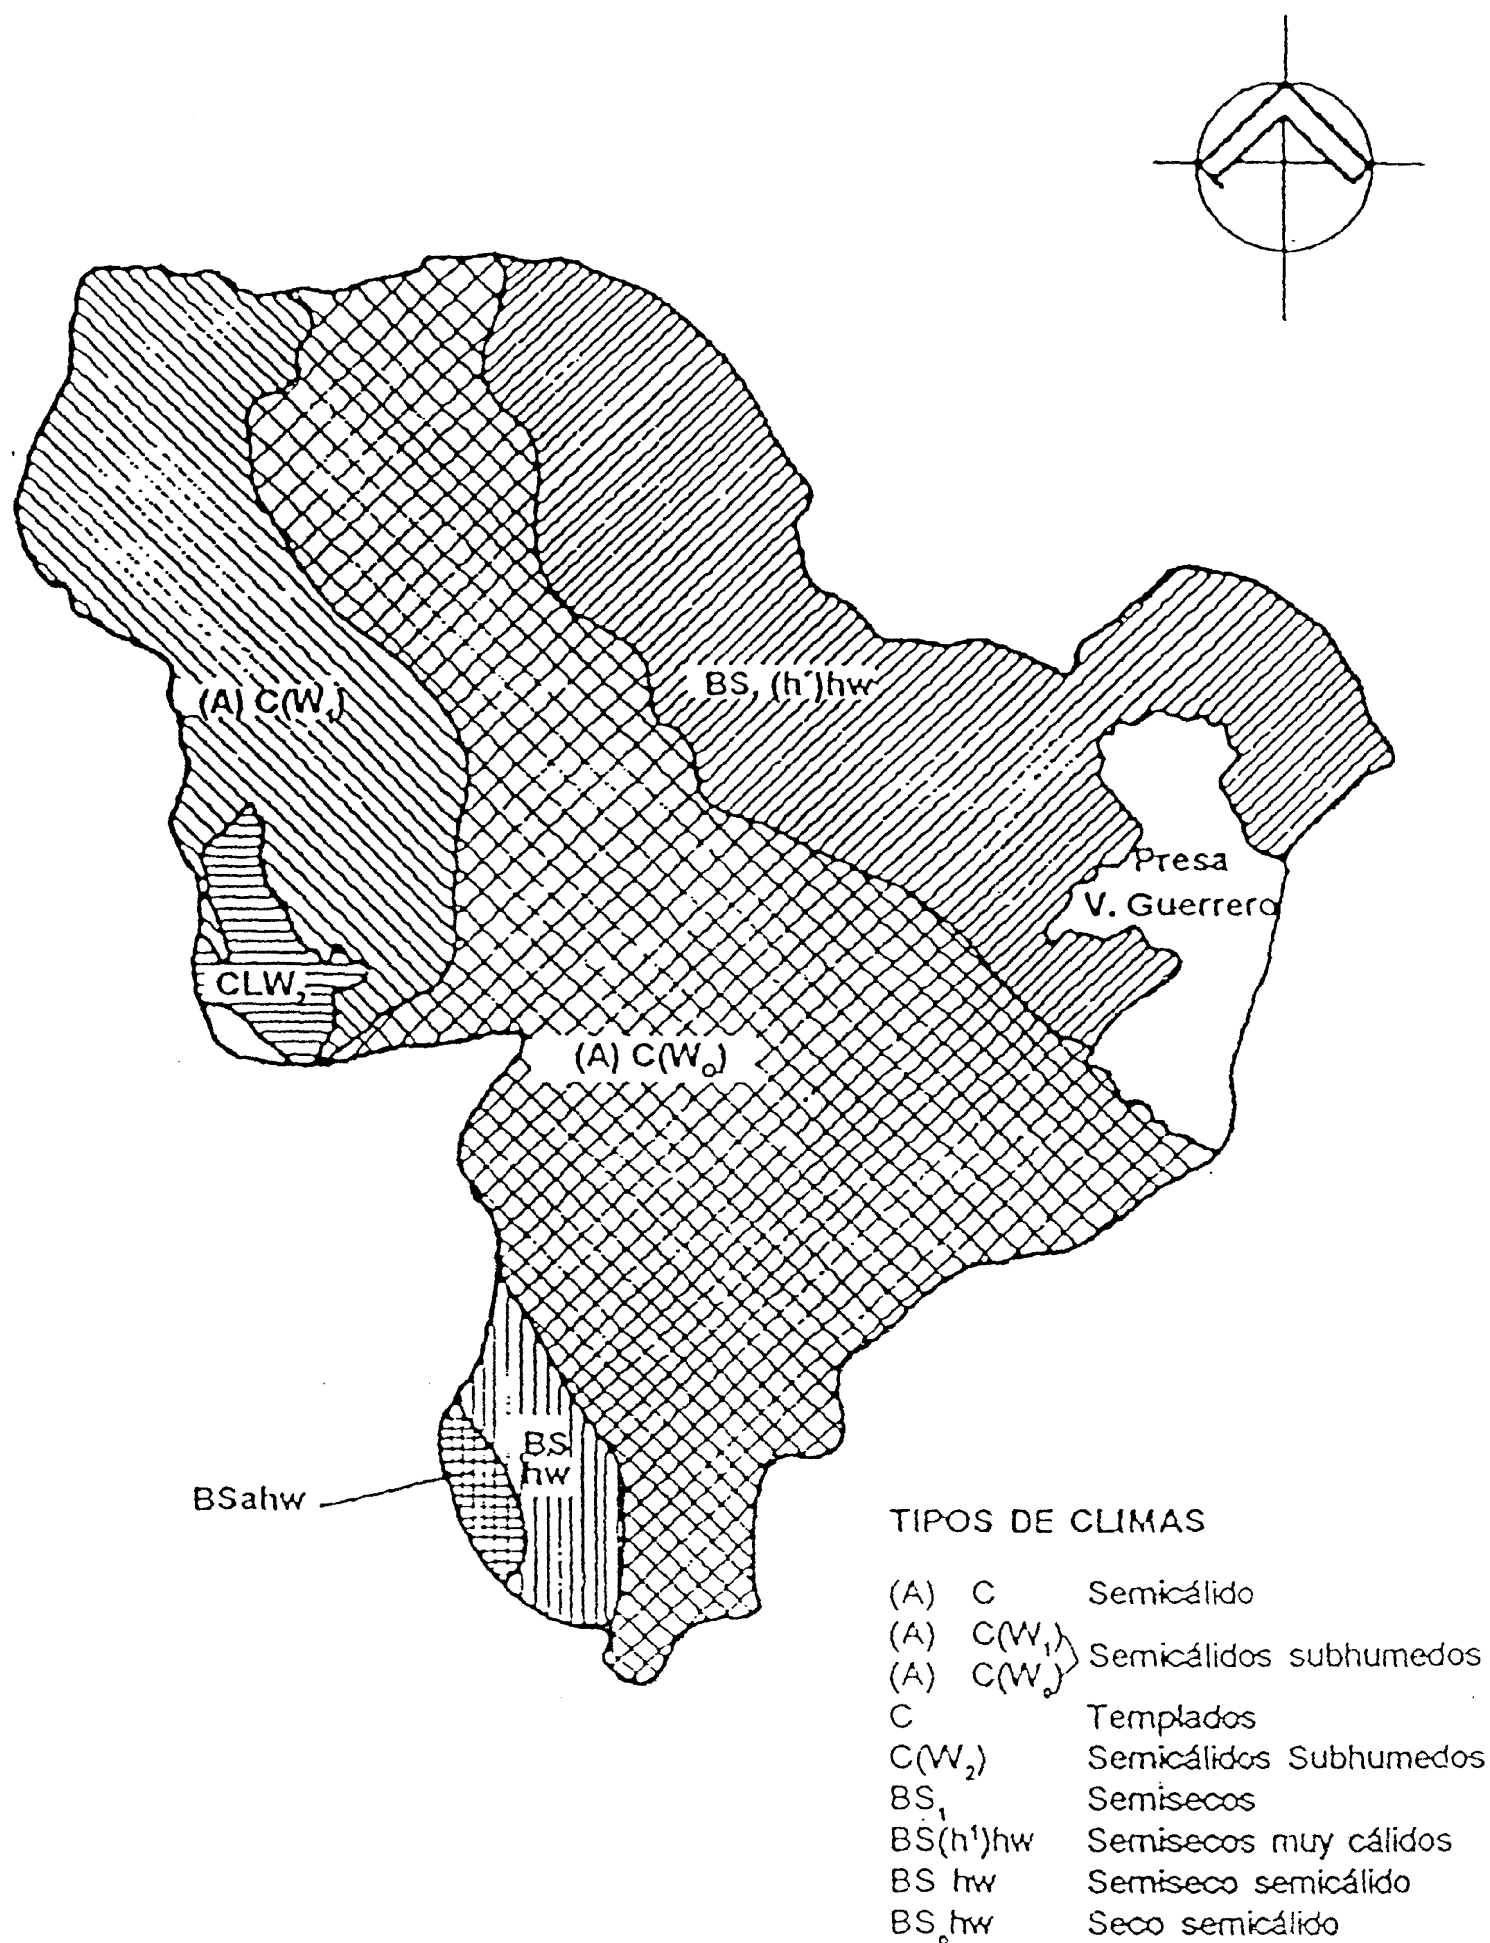 BS₁ (h´)hw
(A) C(W₁)
Presa
V. Guerrero
CLW₂
(A) C(W₀)
BS
hw
BSahw
TIPOS DE CLIMAS
(A) C Semicálido
(A) C(W₁)
(A) C(W₀) Semicálidos subhumedos
C Templados
C(W₂) Semicálidos Subhumedos
BS₁ Semisecos
BS(h¹)hw Semisecos muy cálidos
BS hw Semiseco semicálido
BS₀hw Seco semicálido